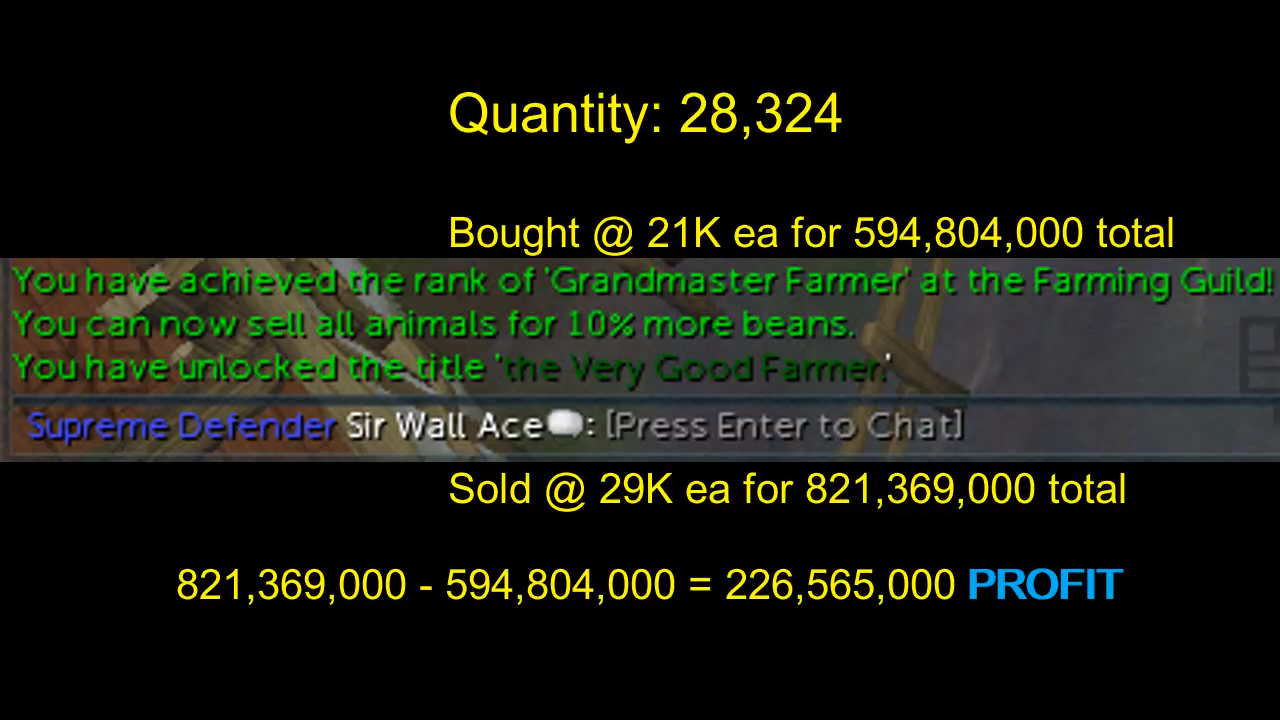 Quantity: 28,324
Bought @ 21K ea for 594,804,000 total
You have achieved the rank of 'Grandmaster Farmer' at the Farming Guild!
You can now sell all animals for 10% more beans.
You have unlocked the title 'the Very Good Farmer.'
Supreme Defender Sir Wall Ace: [Press Enter to Chat]
Sold @ 29K ea for 821,369,000 total
821,369,000 - 594,804,000 = 226,565,000 PROFIT